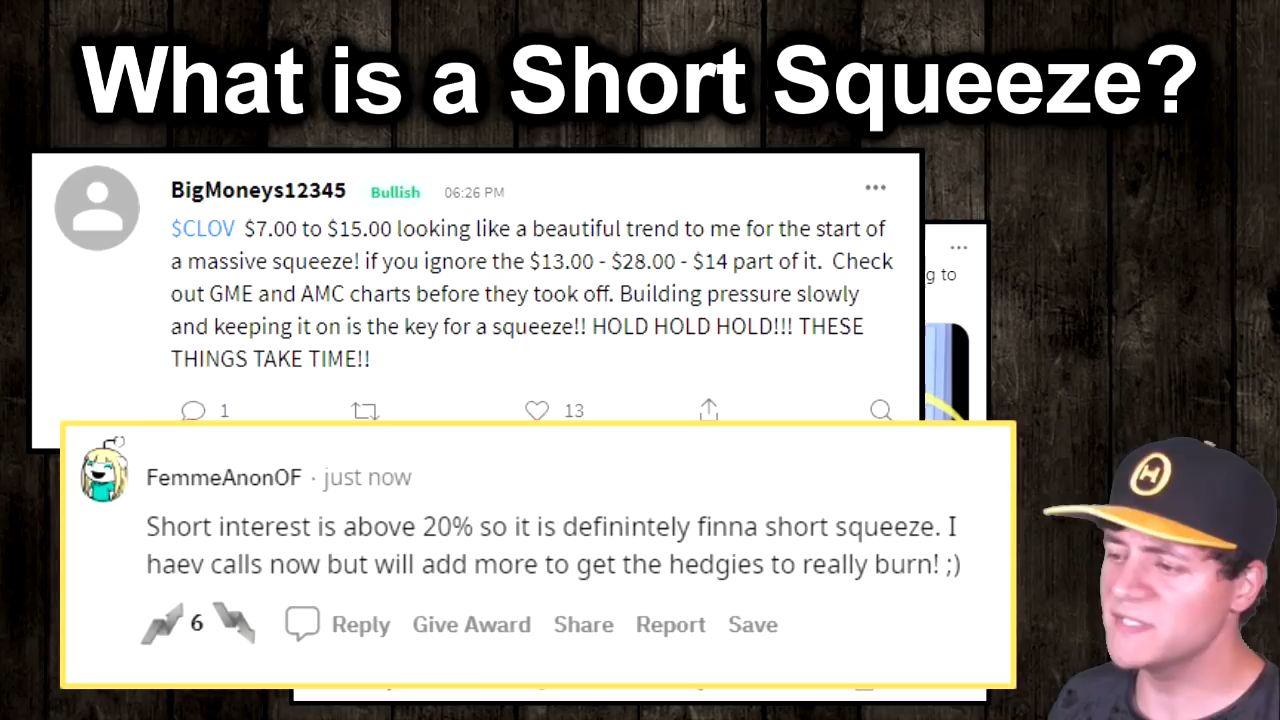 What is a Short Squeeze?
BigMoneys12345 Bullish 06:26 PM
$CLOV $7.00 to $15.00 looking like a beautiful trend to me for the start of
a massive squeeze! if you ignore the $13.00 - $28.00 - $14 part of it. Check
out GME and AMC charts before they took off. Building pressure slowly
and keeping it on is the key for a squeeze!! HOLD HOLD HOLD!!! THESE
THINGS TAKE TIME!!
1 13
g to
FemmeAnonOF · just now
Short interest is above 20% so it is definintely finna short squeeze. I
haev calls now but will add more to get the hedgies to really burn! ;)
6 Reply Give Award Share Report Save
H